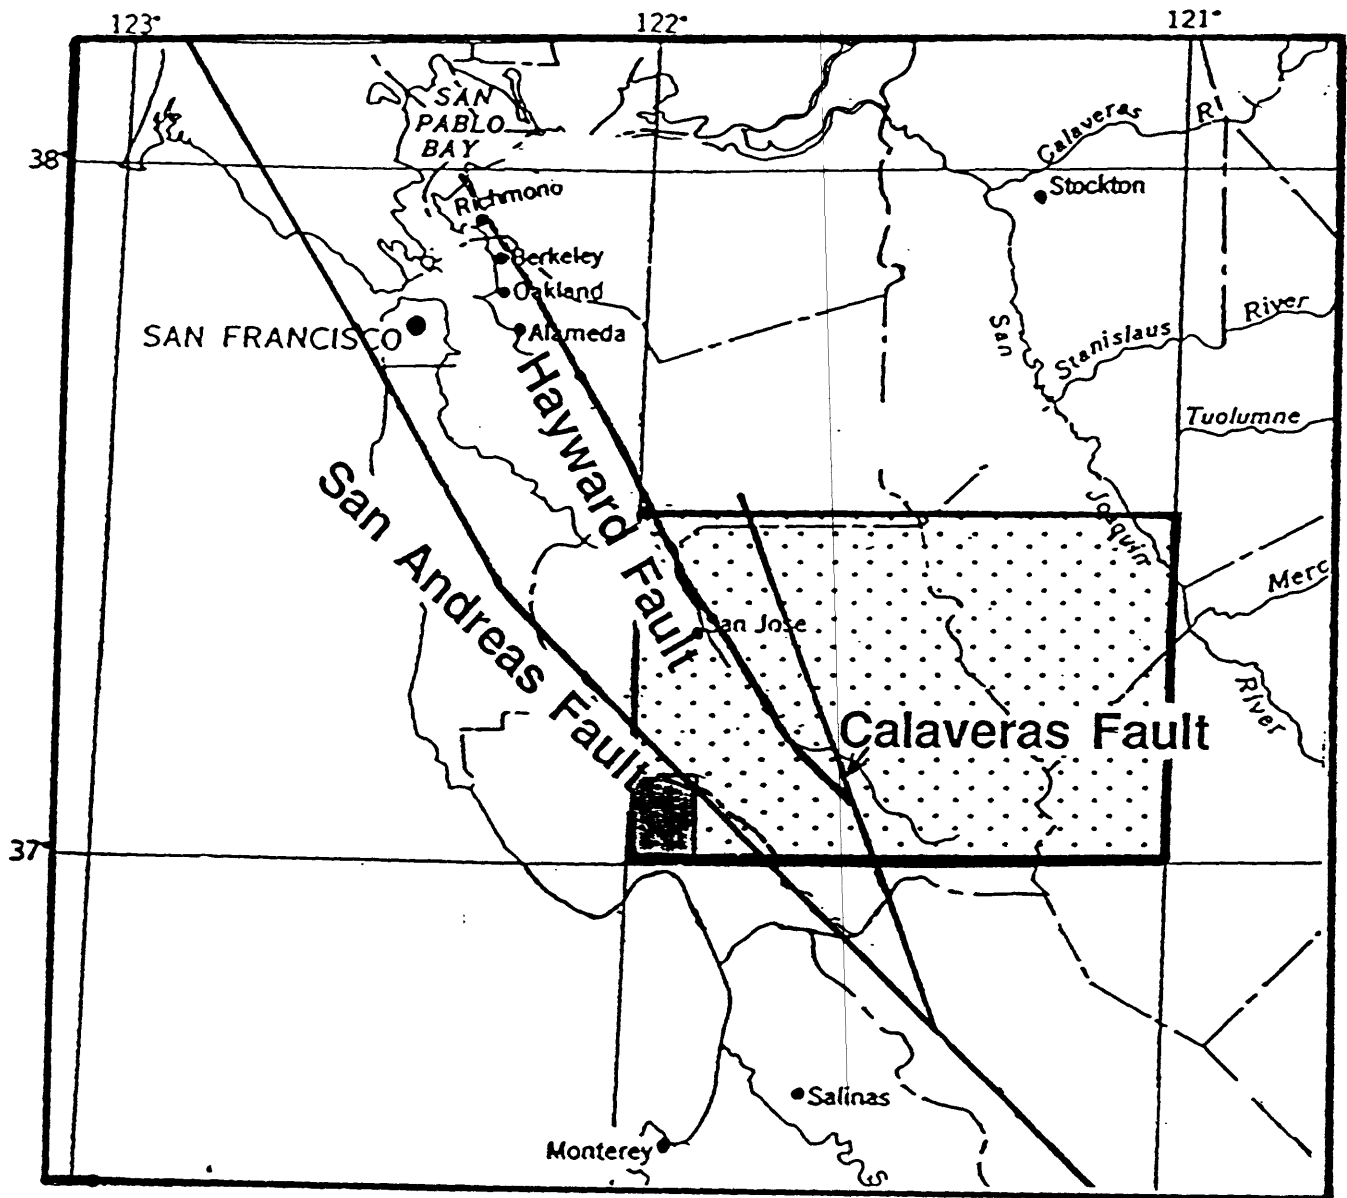 123°
122°
121°
38
SAN
PABLO
BAY
Calaveras R.
Stockton
Richmono
Berkeley
Oakland
Alameda
SAN FRANCISCO
San
Stanislaus River
Tuolumne
Hayward Fault
San Andreas Fault
Joaquin
Merc
San Jose
River
Calaveras Fault
37
Salinas
Monterey
S